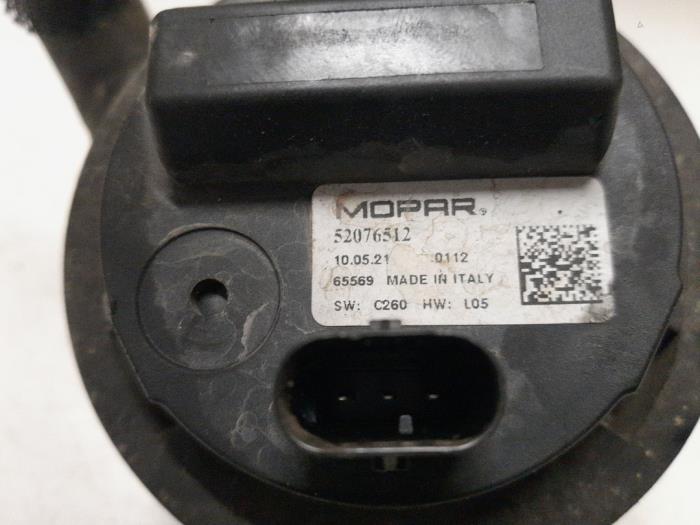 MOPAR®
52076512
10.05.21 0112
65569 MADE IN ITALY
SW: C260 HW: L05